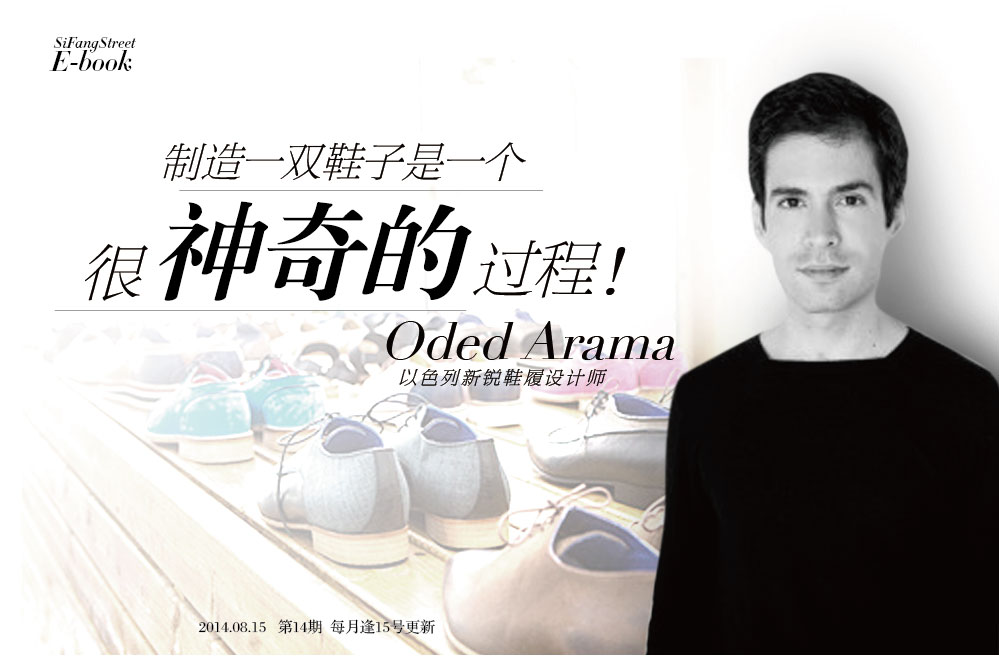 SiFangStreet
E-book
制造一双鞋子是一个
很神奇的过程!
Oded Arama
以色列新锐鞋履设计师
2014.08.15 第14期 每月逢15号更新